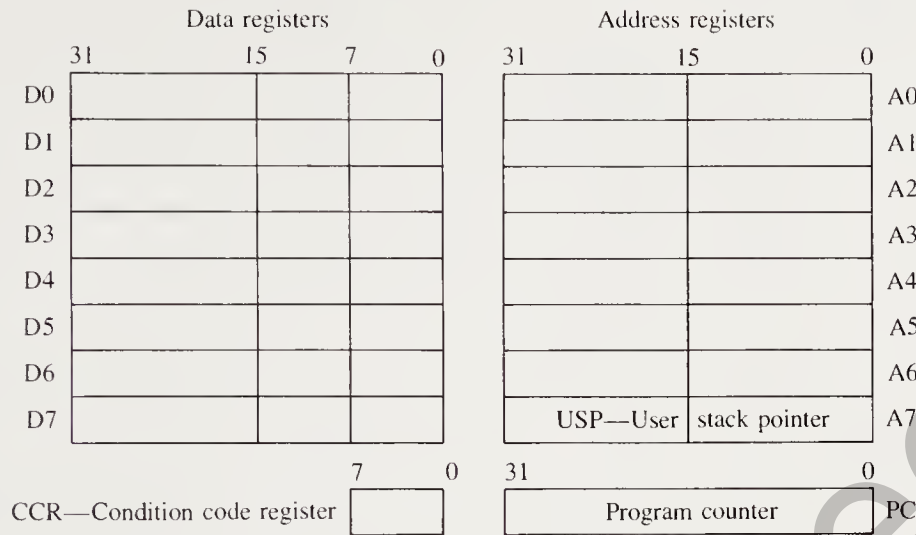 Data registers
Address registers
31 15 7 0
31 15 0
D0 A0
D1 A1
D2 A2
D3 A3
D4 A4
D5 A5
D6 A6
D7 USP—User stack pointer A7
7 0
31 0
CCR—Condition code register
Program counter PC